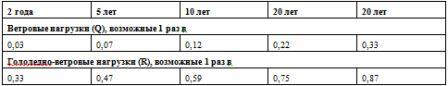 2 года 5 лет 10 лет 20 лет 20 лет
Ветровые нагрузки (Q), возможные 1 раз в
0,03 0,07 0,12 0,22 0,33
Гололедно-ветровые нагрузки (R), возможные 1 раз в
0,33 0,47 0,59 0,75 0,87